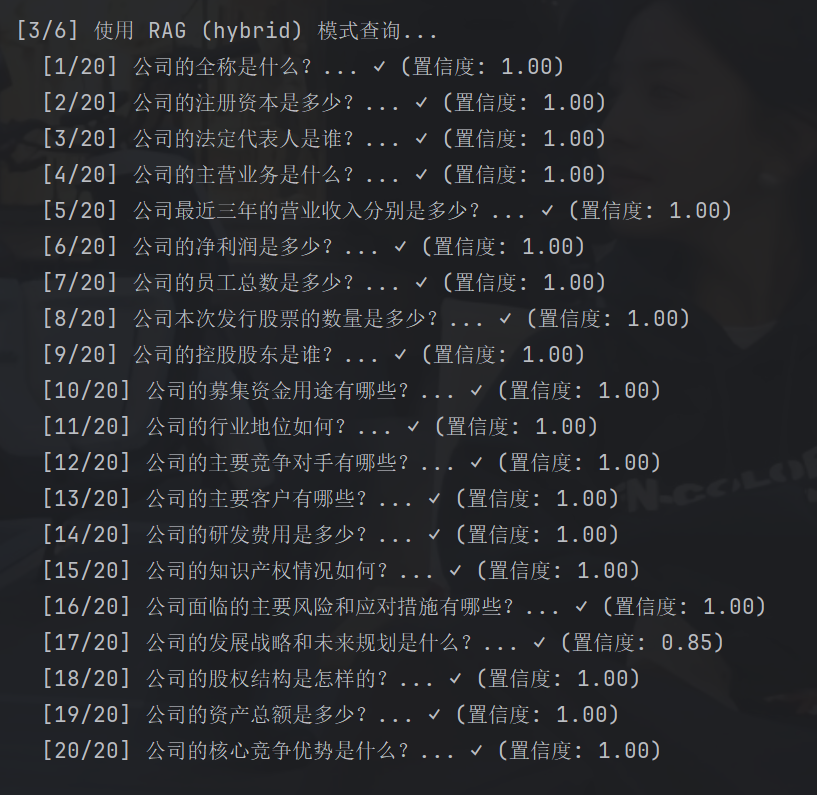 [3/6] 使用 RAG (hybrid) 模式查询...
[1/20] 公司的全称是什么? ... ✓ (置信度: 1.00)
[2/20] 公司的注册资本是多少? ... ✓ (置信度: 1.00)
[3/20] 公司的法定代表人是谁? ... ✓ (置信度: 1.00)
[4/20] 公司的主营业务是什么? ... ✓ (置信度: 1.00)
[5/20] 公司最近三年的营业收入分别是多少? ... ✓ (置信度: 1.00)
[6/20] 公司的净利润是多少? ... ✓ (置信度: 1.00)
[7/20] 公司的员工总数是多少? ... ✓ (置信度: 1.00)
[8/20] 公司本次发行股票的数量是多少? ... ✓ (置信度: 1.00)
[9/20] 公司的控股股东是谁? ... ✓ (置信度: 1.00)
[10/20] 公司的募集资金用途有哪些? ... ✓ (置信度: 1.00)
[11/20] 公司的行业地位如何? ... ✓ (置信度: 1.00)
[12/20] 公司的主要竞争对手有哪些? ... ✓ (置信度: 1.00)
[13/20] 公司的主要客户有哪些? ... ✓ (置信度: 1.00)
[14/20] 公司的研发费用是多少? ... ✓ (置信度: 1.00)
[15/20] 公司的知识产权情况如何? ... ✓ (置信度: 1.00)
[16/20] 公司面临的主要风险和应对措施有哪些? ... ✓ (置信度: 1.00)
[17/20] 公司的发展战略和未来规划是什么? ... ✓ (置信度: 0.85)
[18/20] 公司的股权结构是怎样的? ... ✓ (置信度: 1.00)
[19/20] 公司的资产总额是多少? ... ✓ (置信度: 1.00)
[20/20] 公司的核心竞争优势是什么? ... ✓ (置信度: 1.00)